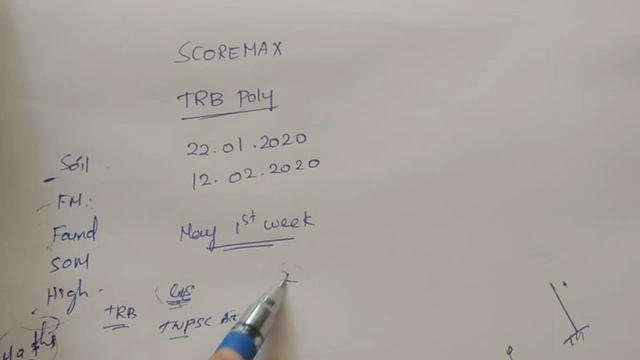 SCOREMAX
TRB Poly
22.01.2020
12.02.2020
May 1st week
Soil
FM:
Found
SOM
High.
TRB
TNPSC AE